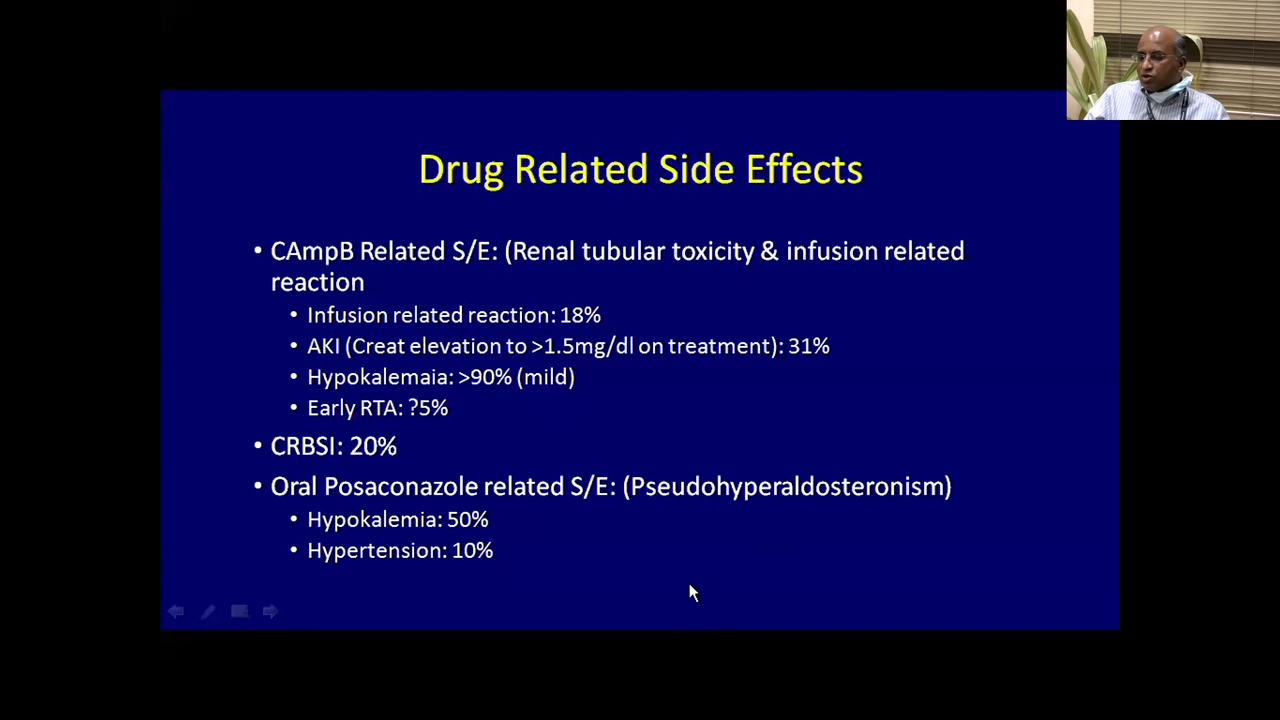 Drug Related Side Effects
• CAmpB Related S/E: (Renal tubular toxicity & infusion related
reaction
• Infusion related reaction: 18%
• AKI (Creat elevation to >1.5mg/dl on treatment): 31%
• Hypokalemaia: >90% (mild)
• Early RTA: ?5%
• CRBSI: 20%
• Oral Posaconazole related S/E: (Pseudohyperaldosteronism)
• Hypokalemia: 50%
• Hypertension: 10%